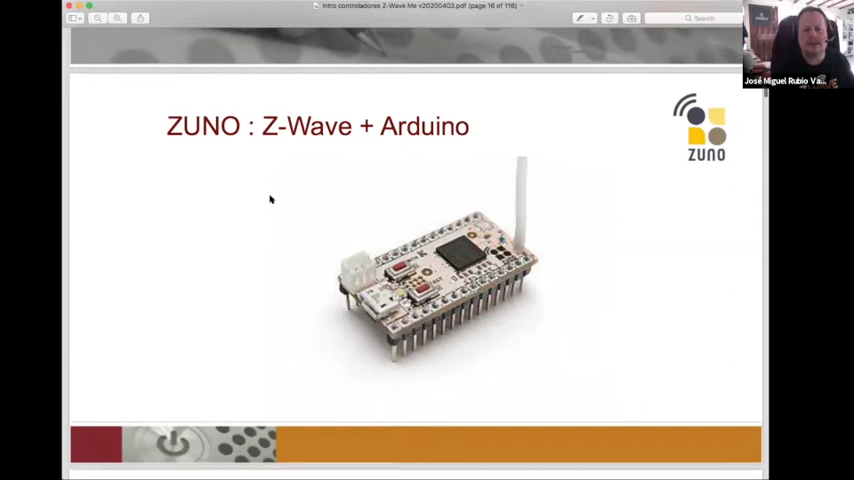 Intro controladores Z-Wave Me v20200403.pdf (page 16 of 116)
Search
José Miguel Rubio Va...
ZUNO : Z-Wave + Arduino
ZUNO